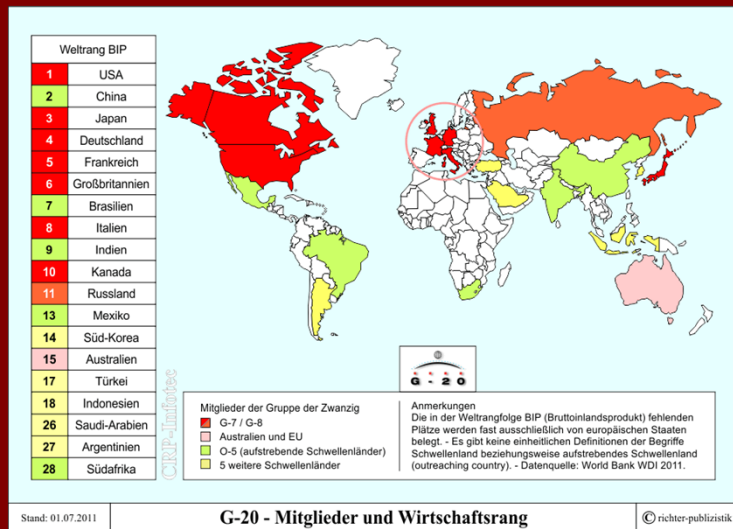 Weltrang BIP
1 USA
2 China
3 Japan
4 Deutschland
5 Frankreich
6 Großbritannien
7 Brasilien
8 Italien
9 Indien
10 Kanada
11 Russland
13 Mexiko
14 Süd-Korea
15 Australien
17 Türkei
18 Indonesien
26 Saudi-Arabien
27 Argentinien
28 Südafrika
CRP-Infotec
G - 20
Mitglieder der Gruppe der Zwanzig
G-7 / G-8
Australien und EU
O-5 (aufstrebende Schwellenländer)
5 weitere Schwellenländer
Anmerkungen
Die in der Weltrangfolge BIP (Bruttoinlandsprodukt) fehlenden
Plätze werden fast ausschließlich von europäischen Staaten
belegt. - Es gibt keine einheitlichen Definitionen der Begriffe
Schwellenland beziehungsweise aufstrebendes Schwellenland
(outreaching country). - Datenquelle: World Bank WDI 2011.
Stand: 01.07.2011
G-20 - Mitglieder und Wirtschaftsrang
© richter-publizistik